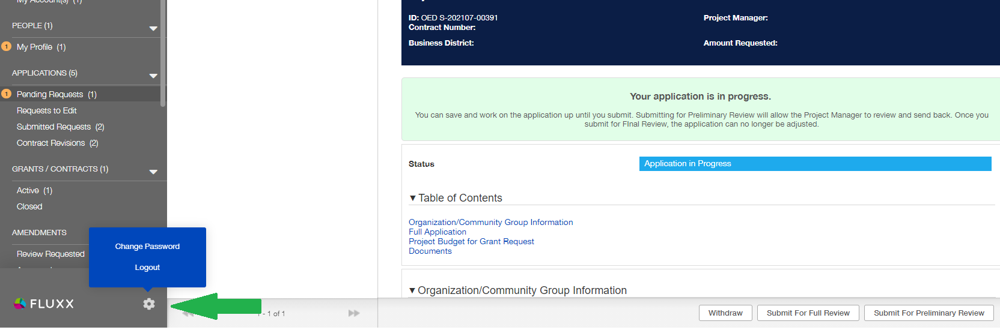 My Account(s) (1)
PEOPLE (1)
1
My Profile (1)
APPLICATIONS (5)
1
Pending Requests (1)
Requests to Edit
Submitted Requests (2)
Contract Revisions (2)
GRANTS / CONTRACTS (1)
Active (1)
Closed
AMENDMENTS
Review Requested
Change Password
Logout
FLUXX
- 1 of 1
ID: OED S-202107-00391
Contract Number:
Business District:
Project Manager:
Amount Requested:
Your application is in progress.
You can save and work on the application up until you submit. Submitting for Preliminary Review will allow the Project Manager to review and send back. Once you
submit for FInal Review, the application can no longer be adjusted.
Status
Application in Progress
▼ Table of Contents
Organization/Community Group Information
Full Application
Project Budget for Grant Request
Documents
▼ Organization/Community Group Information
Withdraw
Submit For Full Review
Submit For Preliminary Review